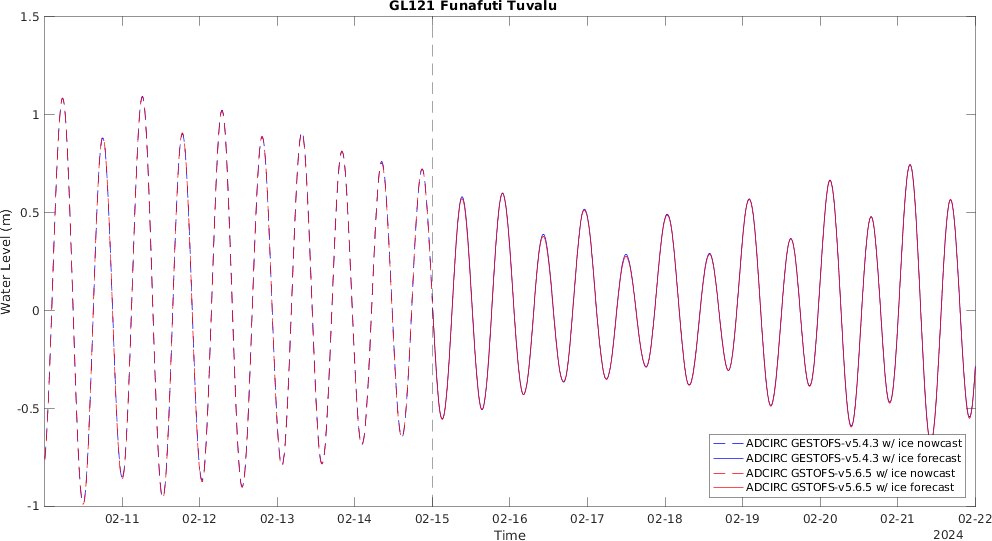 GL121 Funafuti Tuvalu
Water Level (m)
1.5
1
0.5
0
-0.5
-1
ADCIRC GESTOFS-v5.4.3 w/ ice nowcast
ADCIRC GESTOFS-v5.4.3 w/ ice forecast
ADCIRC GSTOFS-v5.6.5 w/ ice nowcast
ADCIRC GSTOFS-v5.6.5 w/ ice forecast
02-11 02-12 02-13 02-14 02-15 02-16 02-17 02-18 02-19 02-20 02-21 02-22
Time
2024